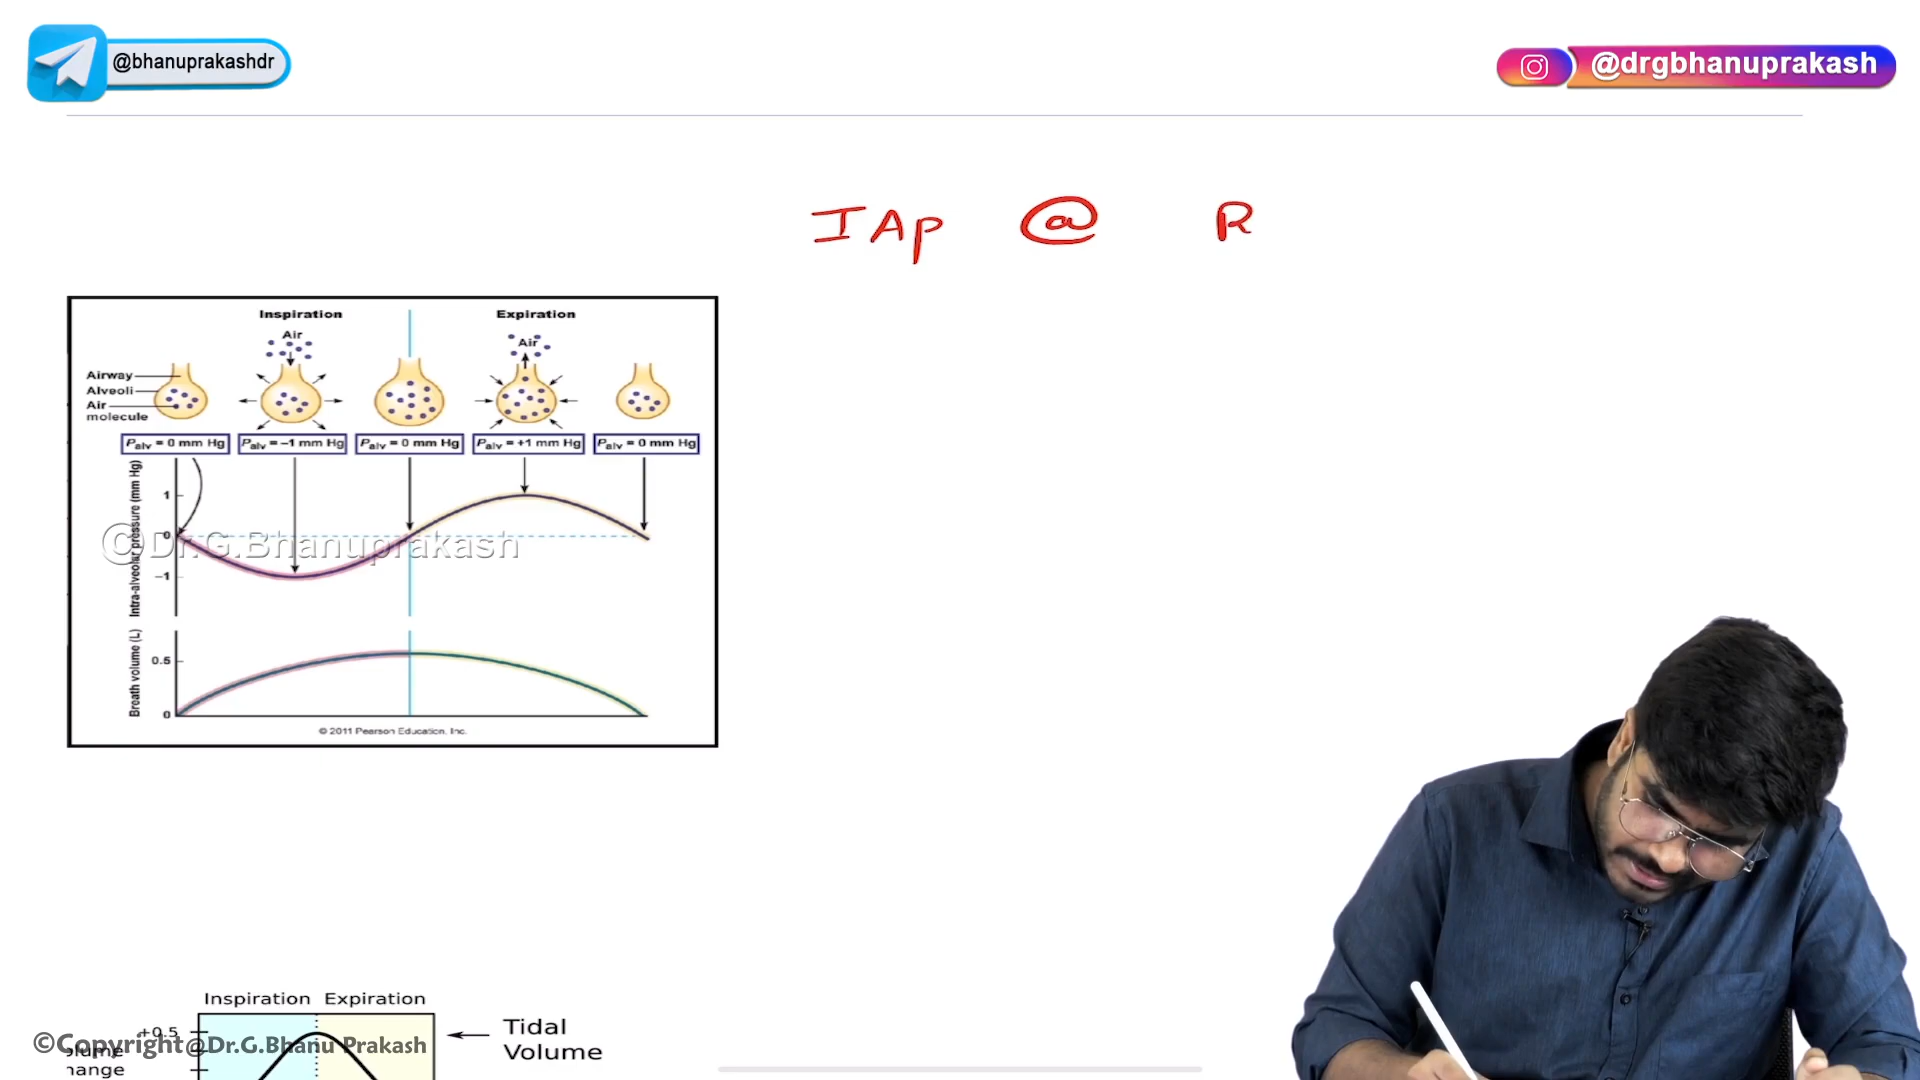 @bhanuprakashdr
@drgbhanuprakash
IAP @ R
Inspiration
Expiration
Air
Air
Airway
Alveoli
Air
molecule
Palv = 0 mm Hg
Palv = –1 mm Hg
Palv = 0 mm Hg
Palv = +1 mm Hg
Palv = 0 mm Hg
Intra-alveolar pressure (mm Hg)
1
0
–1
©Dr.G.Bhanuprakash
Breath volume (L)
0.5
0
© 2011 Pearson Education, Inc.
Inspiration Expiration
+0.5
©Copyright@Dr.G.Bhanu Prakash
Tidal
Volume